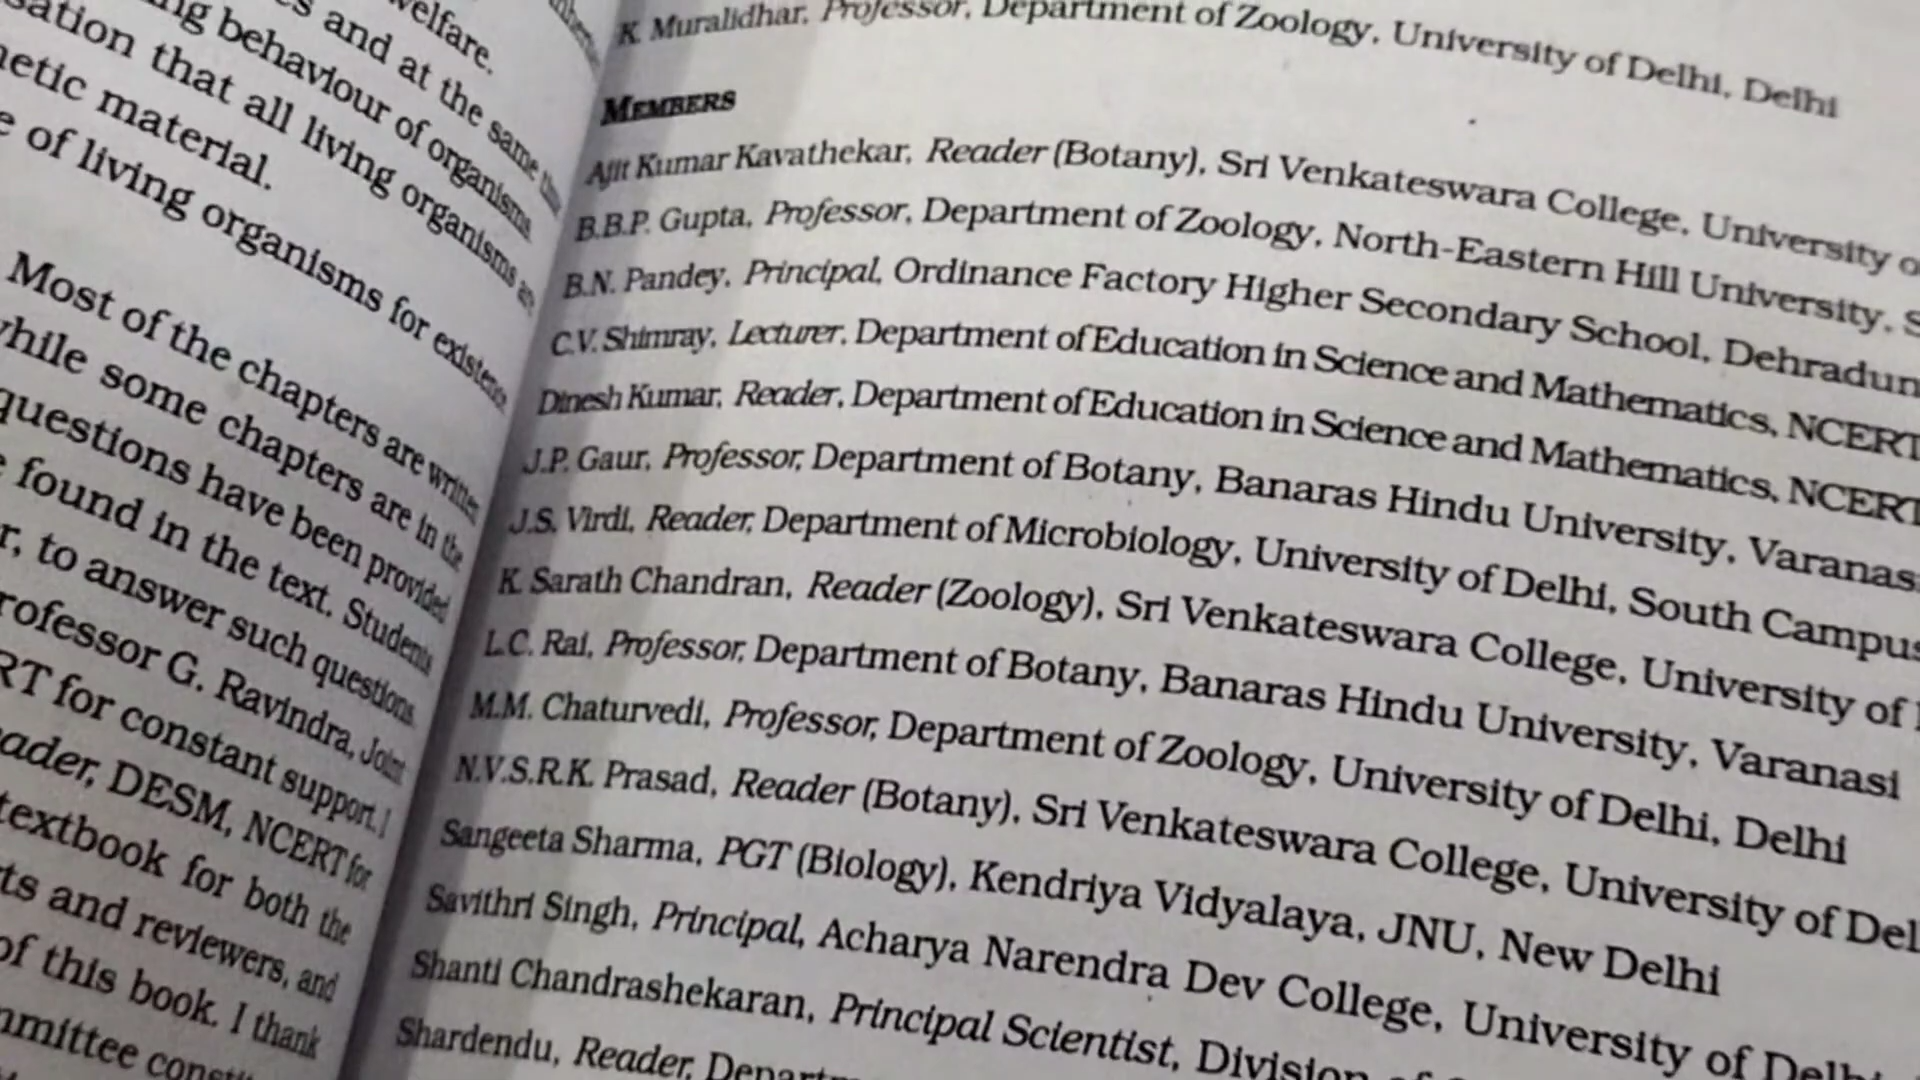 welfare.
s and at the same time
ng behaviour of organisms.
sation that all living organisms are
netic material.
e of living organisms for existence
Most of the chapters are written
while some chapters are in the
questions have been provided
found in the text. Students
r, to answer such questions.
rofessor G. Ravindra, Joint
RT for constant support. I
eader, DESM, NCERT for
textbook for both the
rts and reviewers, and
of this book. I thank
mmittee
K. Muralidhar, Professor, Department of Zoology, University of Delhi, Delhi
MEMBERS
Ajit Kumar Kavathekar, Reader (Botany), Sri Venkateswara College, University o
B.B.P. Gupta, Professor, Department of Zoology, North-Eastern Hill University, S
B.N. Pandey, Principal, Ordinance Factory Higher Secondary School, Dehradun
C.V. Shimray, Lecturer, Department of Education in Science and Mathematics, NCERT
Dinesh Kumar, Reader, Department of Education in Science and Mathematics, NCERT
J.P. Gaur, Professor, Department of Botany, Banaras Hindu University, Varanasi
J.S. Virdi, Reader, Department of Microbiology, University of Delhi, South Campus
K. Sarath Chandran, Reader (Zoology), Sri Venkateswara College, University of
L.C. Rai, Professor, Department of Botany, Banaras Hindu University, Varanasi
M.M. Chaturvedi, Professor, Department of Zoology, University of Delhi, Delhi
N.V.S.R.K. Prasad, Reader (Botany), Sri Venkateswara College, University of Del
Sangeeta Sharma, PGT (Biology), Kendriya Vidyalaya, JNU, New Delhi
Savithri Singh, Principal, Acharya Narendra Dev College, University of Delhi
Shanti Chandrashekaran, Principal Scientist, Division of
Shardendu, Reader, Depart